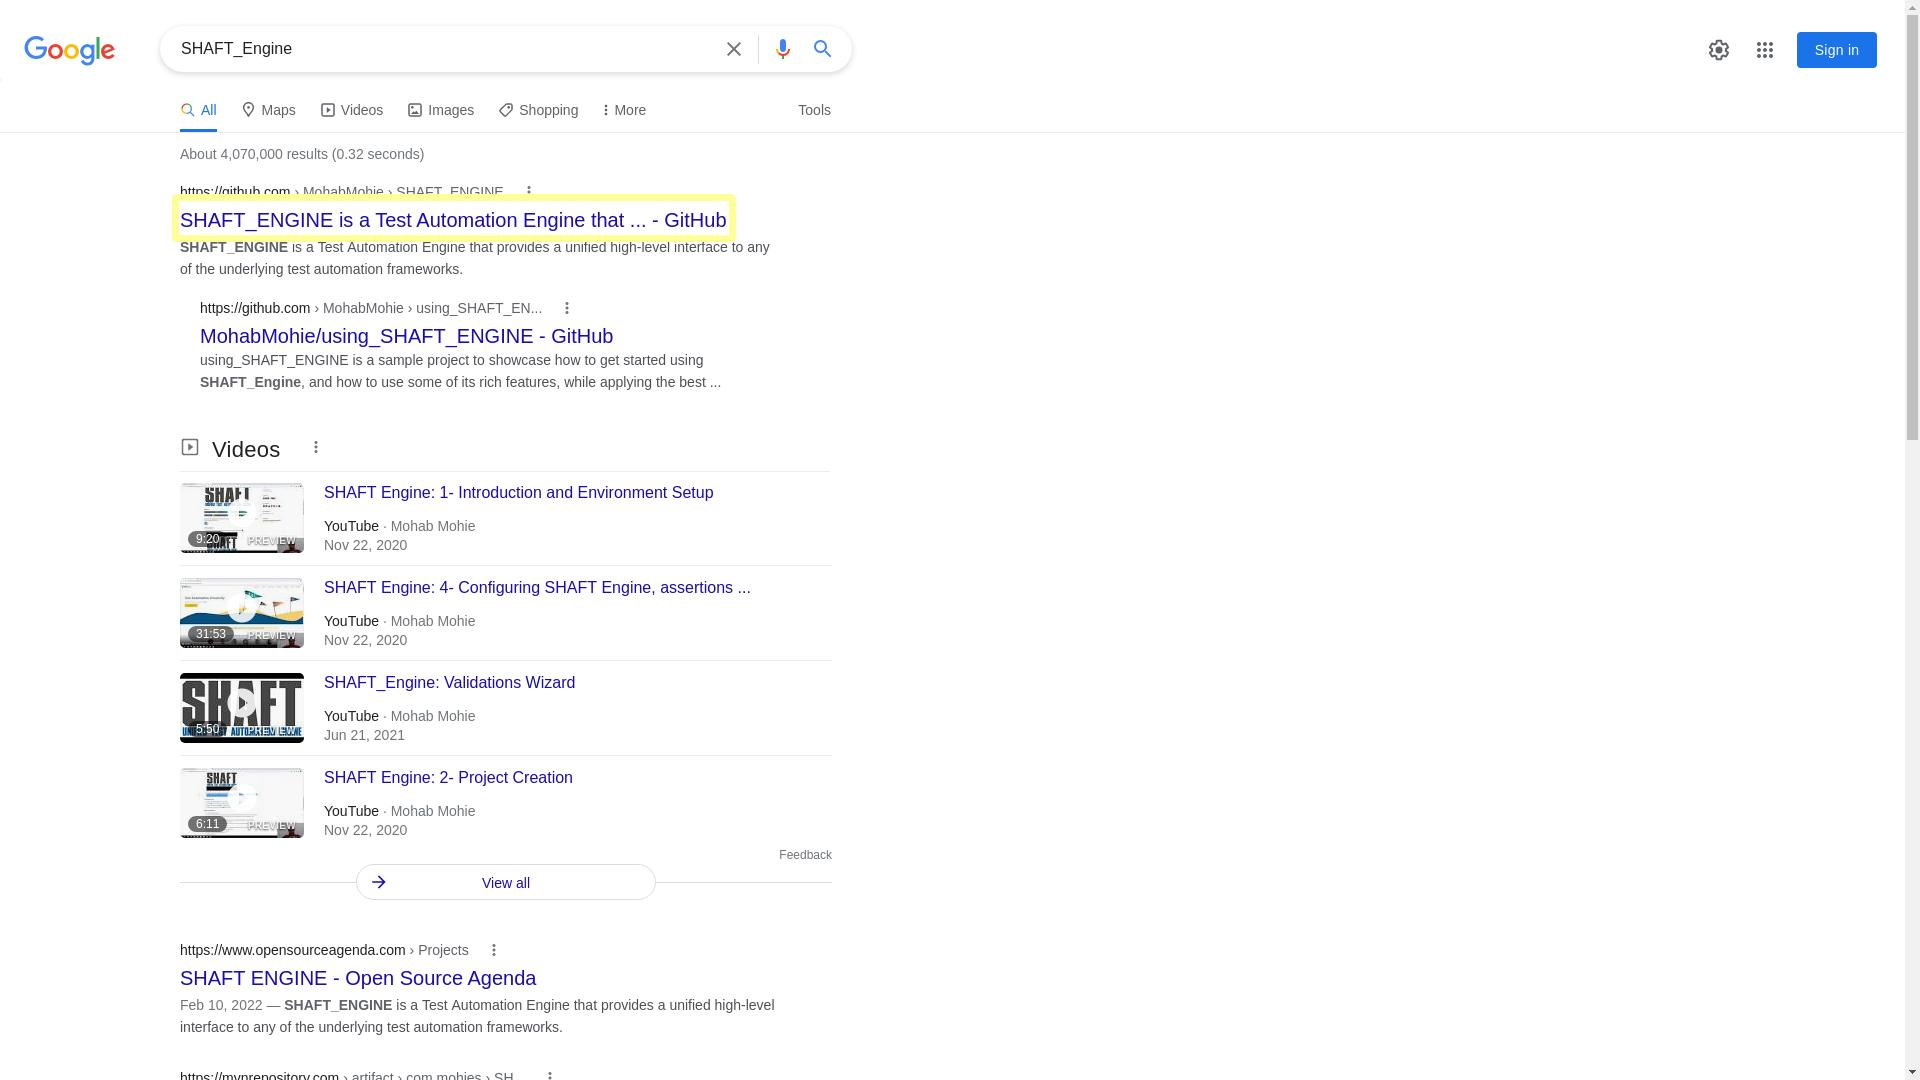 Google
SHAFT_Engine
Sign in
All
Maps
Videos
Images
Shopping
More
Tools
About 4,070,000 results (0.32 seconds)
https://github.com › MohabMohie › SHAFT_ENGINE
SHAFT_ENGINE is a Test Automation Engine that ... - GitHub
SHAFT_ENGINE is a Test Automation Engine that provides a unified high-level interface to any
of the underlying test automation frameworks.
https://github.com › MohabMohie › using_SHAFT_EN...
MohabMohie/using_SHAFT_ENGINE - GitHub
using_SHAFT_ENGINE is a sample project to showcase how to get started using
SHAFT_Engine, and how to use some of its rich features, while applying the best ...
Videos
SHAFT
9:20
PREVIEW
SHAFT Engine: 1- Introduction and Environment Setup
YouTube · Mohab Mohie
Nov 22, 2020
31:53
PREVIEW
SHAFT Engine: 4- Configuring SHAFT Engine, assertions ...
YouTube · Mohab Mohie
Nov 22, 2020
SHAFT
5:50
PREVIEW
SHAFT_Engine: Validations Wizard
YouTube · Mohab Mohie
Jun 21, 2021
SHAFT
6:11
PREVIEW
SHAFT Engine: 2- Project Creation
YouTube · Mohab Mohie
Nov 22, 2020
Feedback
View all
https://www.opensourceagenda.com › Projects
SHAFT ENGINE - Open Source Agenda
Feb 10, 2022 — SHAFT_ENGINE is a Test Automation Engine that provides a unified high-level
interface to any of the underlying test automation frameworks.
https://mvnrepository.com › artifact › com.mohies › SH...